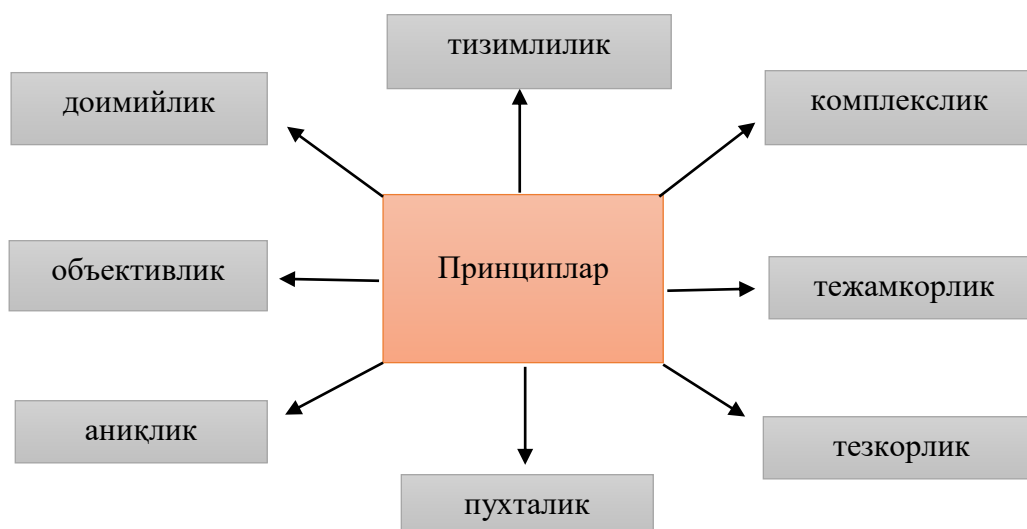 тизимлилик
доимийлик
комплекслик
объективлик
Принциплар
тежамкорлик
аниқлик
тезкорлик
пухталик